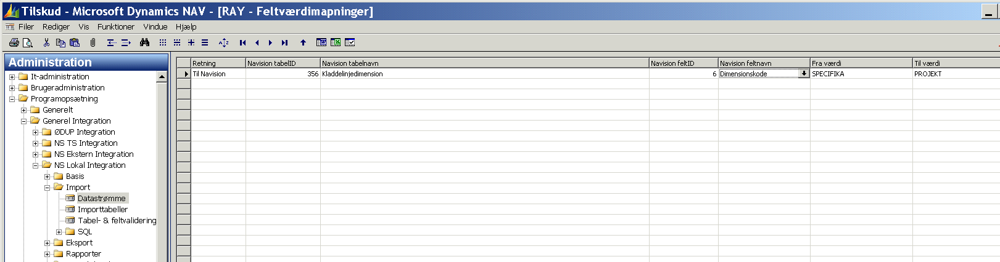 Tilskud - Microsoft Dynamics NAV - [RAY - Feltværdimapninger]
Filer Rediger Vis Funktioner Vindue Hjælp
Administration
It-administration
Brugeradministration
Programopsætning
Generelt
Generel Integration
ØDUP Integration
NS TS Integration
NS Ekstern Integration
NS Lokal Integration
Basis
Import
Datastrømme
Importtabeller
Tabel- & feltvalidering
SQL
Eksport
Rapporter
Retning Navision tabelID Navision tabelnavn Navision feltID Navision feltnavn Fra værdi Til værdi
Til Navision 356 Kladdelinjedimension 6 Dimensionskode SPECIFIKA PROJEKT